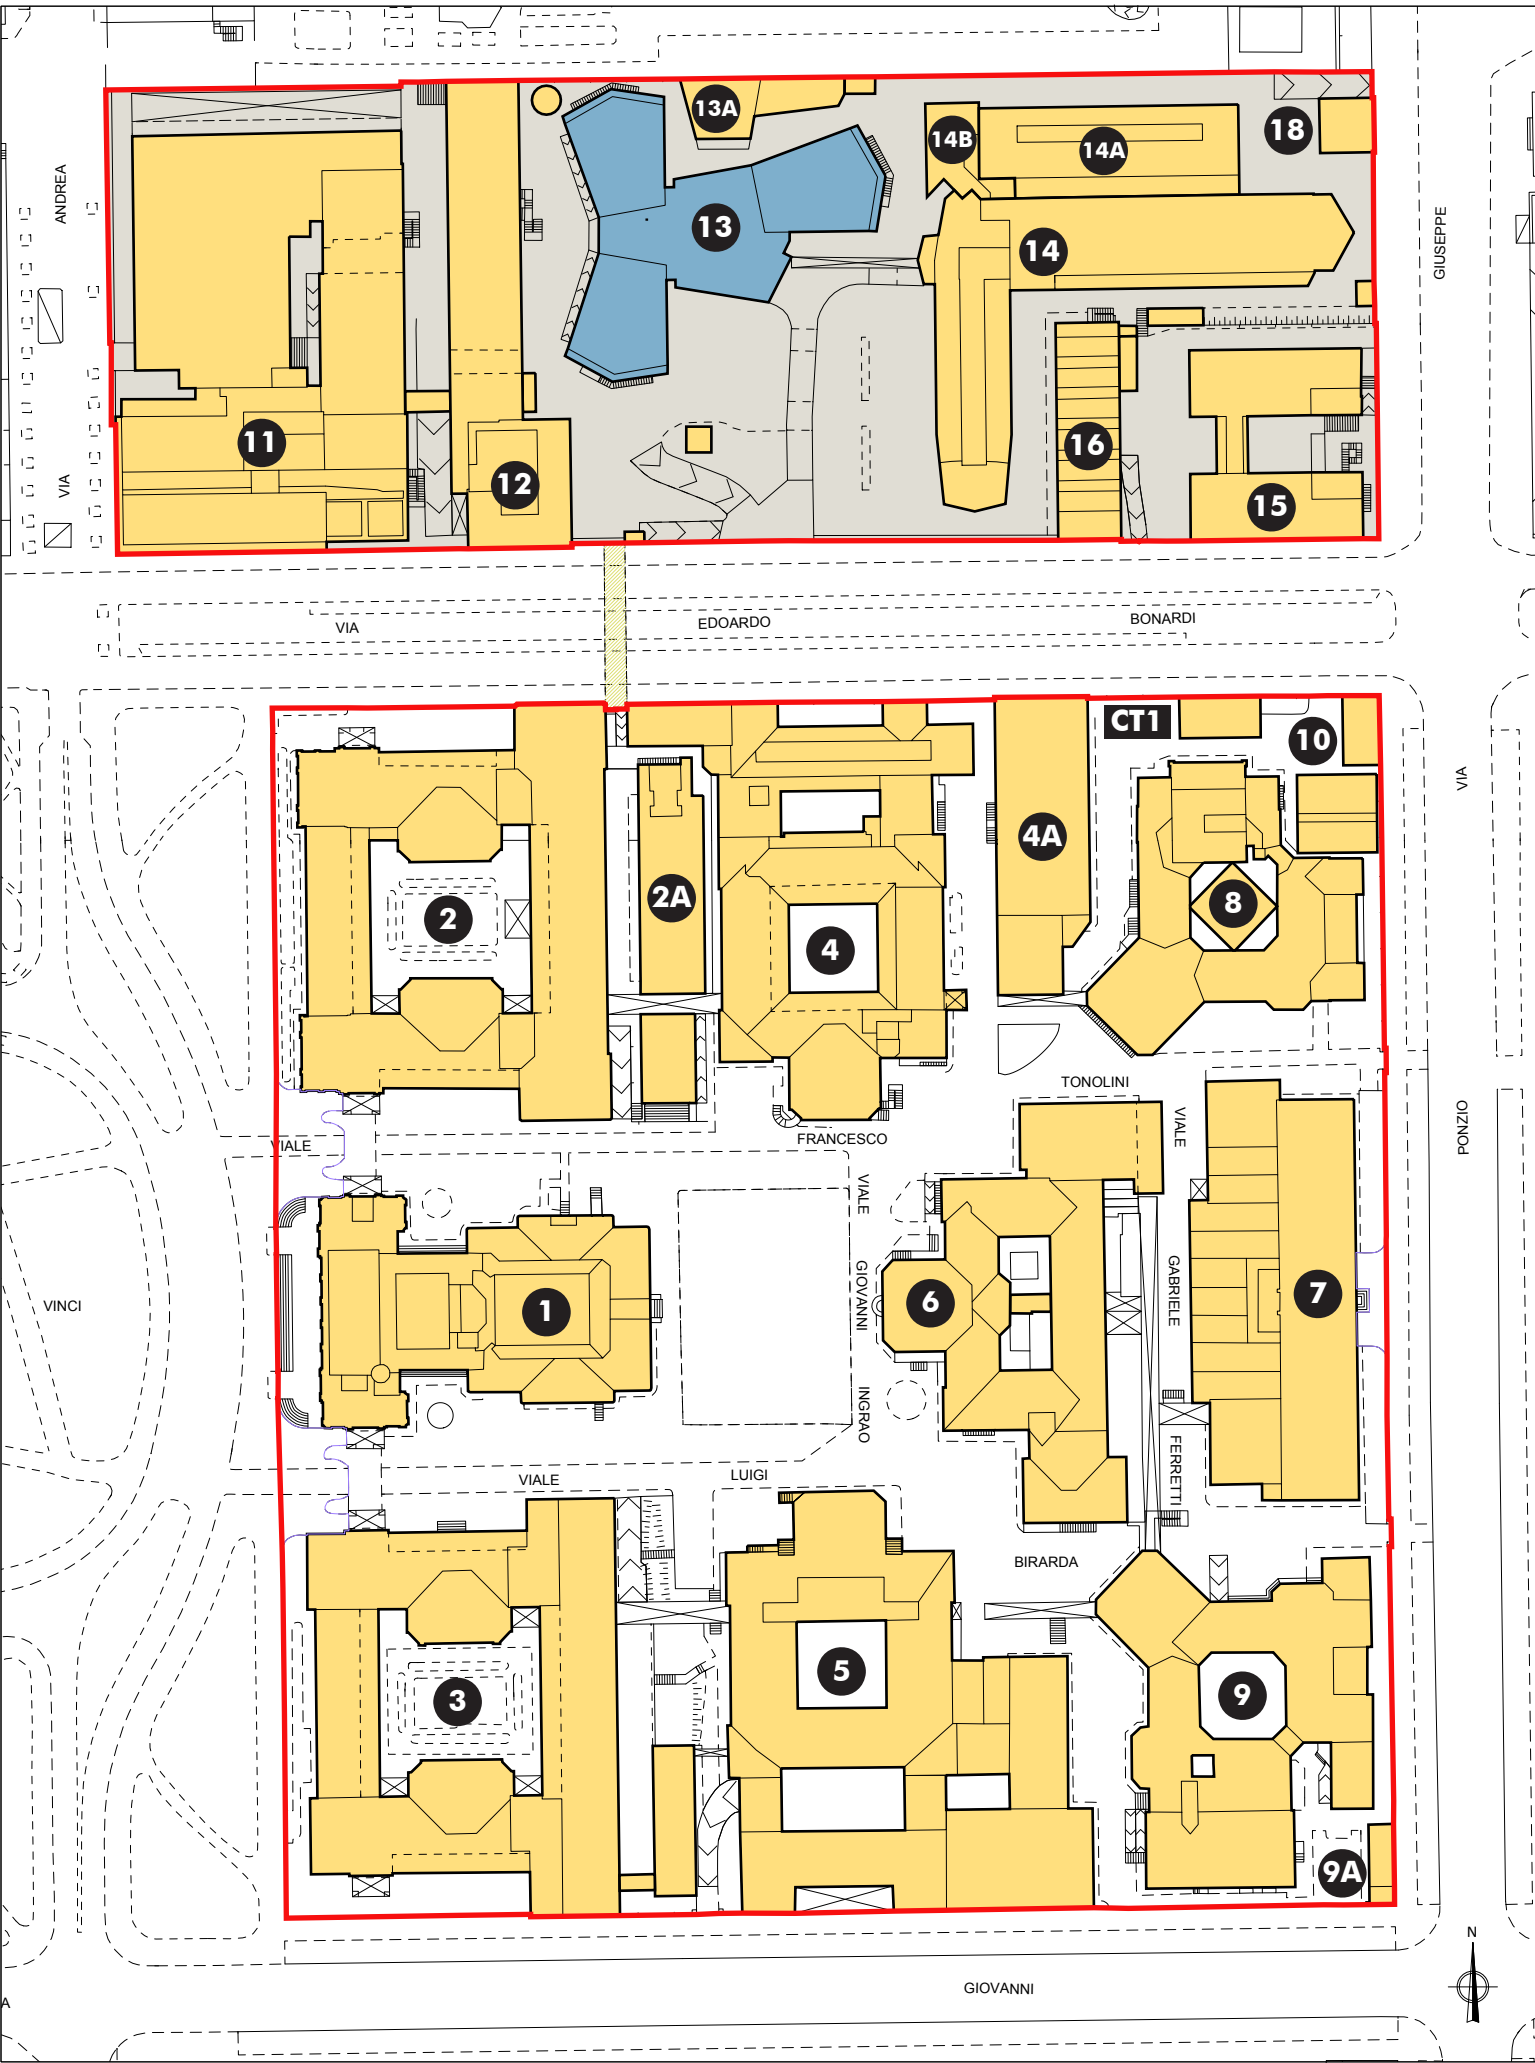 13A
14B
14A
18
ANDREA
13
14
GIUSEPPE
11
12
16
15
VIA
VIA
EDOARDO
BONARDI
CT1
10
VIA
4A
2
2A
4
8
TONOLINI
VIALE
FRANCESCO
VIALE
VIALE
PONZIO
VINCI
1
GIOVANNI
6
GABRIELE
7
INGRAO
FERRETTI
VIALE
LUIGI
BIRARDA
3
5
9
9A
N
GIOVANNI
A